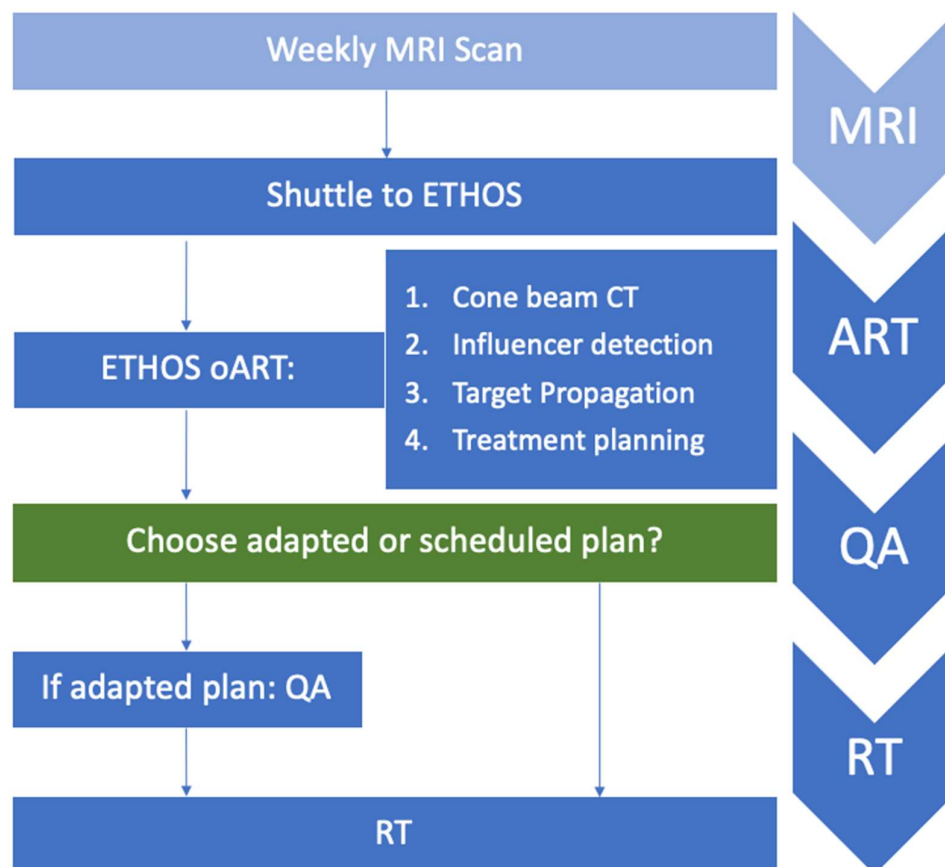 Weekly MRI Scan
MRI
Shuttle to ETHOS
ETHOS oART:
1. Cone beam CT
2. Influencer detection
3. Target Propagation
4. Treatment planning
ART
Choose adapted or scheduled plan?
QA
If adapted plan: QA
RT
RT